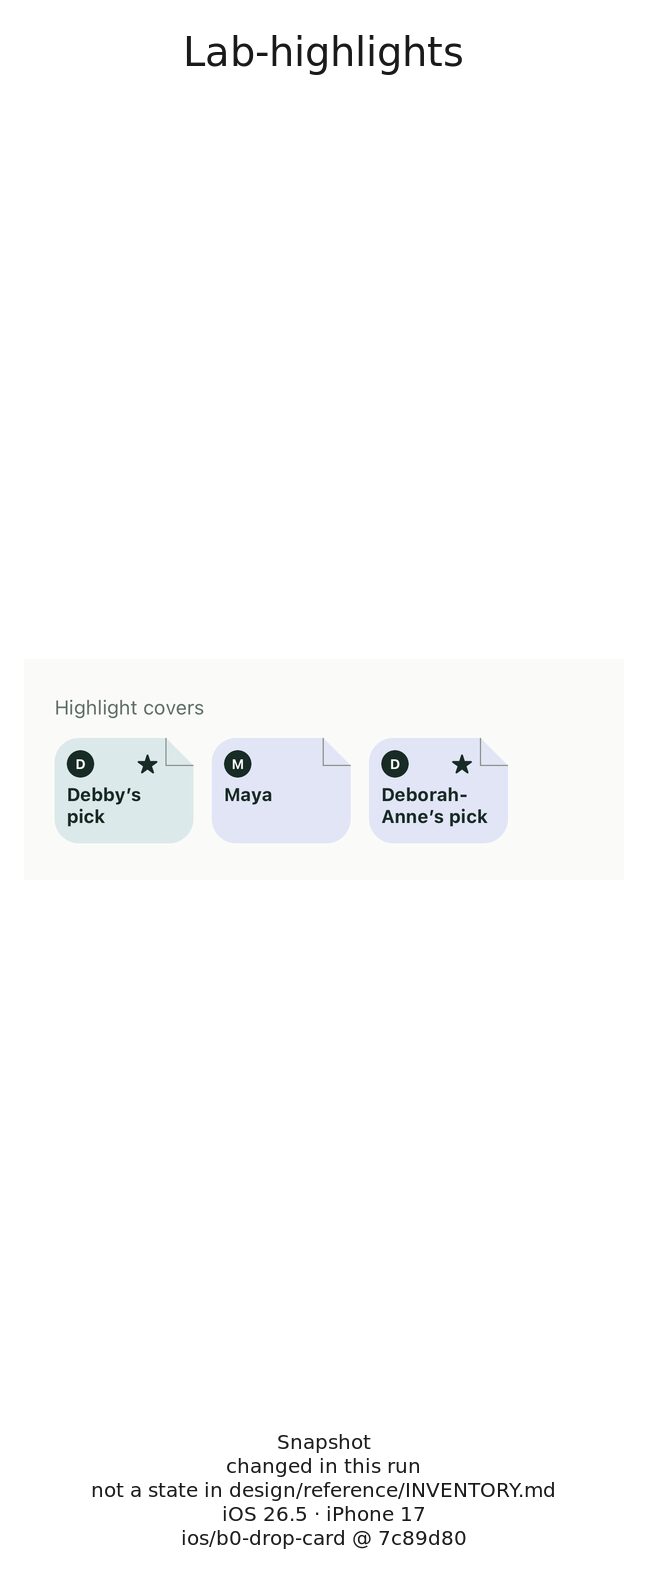 Lab-highlights
Highlight covers
D
Debby’s
pick
M
Maya
D
Deborah-
Anne’s pick
Snapshot
changed in this run
not a state in design/reference/INVENTORY.md
iOS 26.5 · iPhone 17
ios/b0-drop-card @ 7c89d80